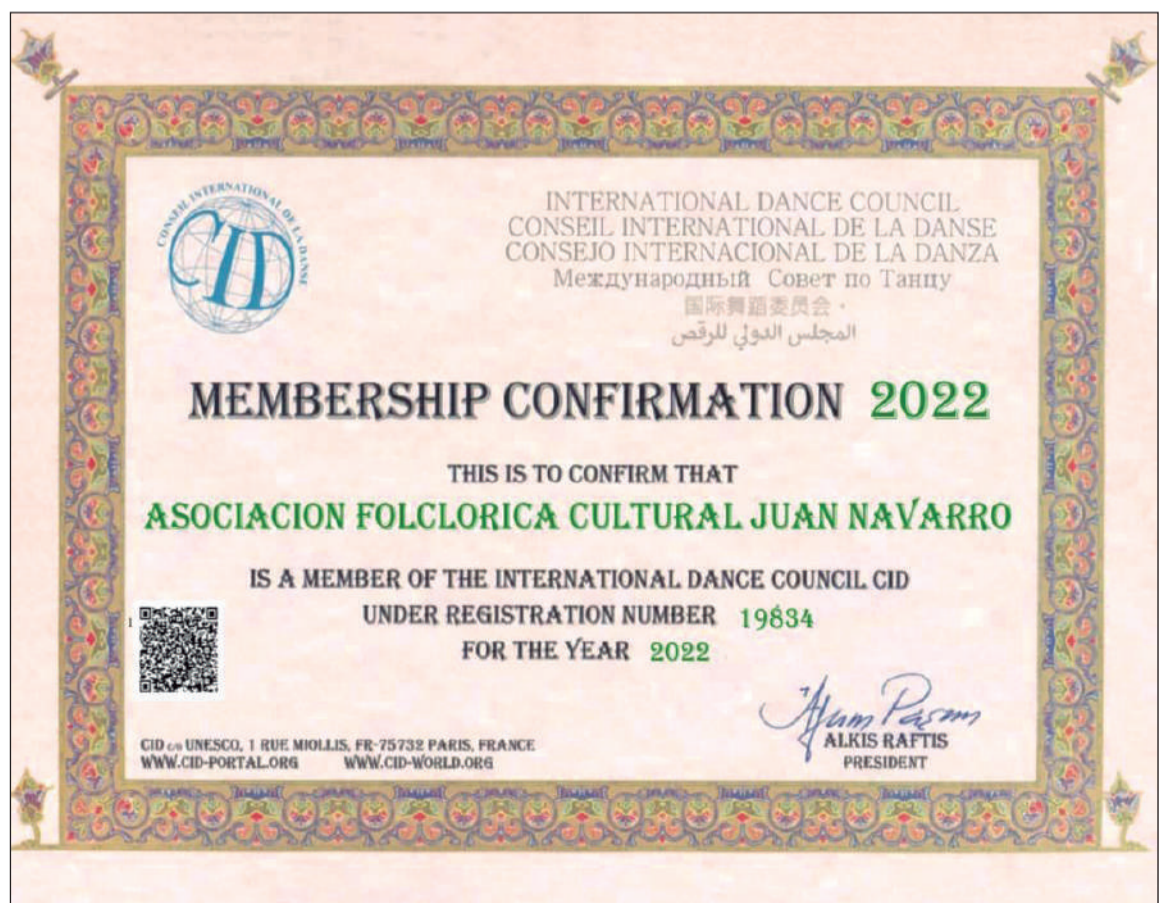 CONSEIL INTERNATIONAL DE LA DANSE
CID
INTERNATIONAL DANCE COUNCIL
CONSEIL INTERNATIONAL DE LA DANSE
CONSEJO INTERNACIONAL DE LA DANZA
Международный Совет по Танцу
国际舞蹈委员会
المجلس الدولي للرقص
MEMBERSHIP CONFIRMATION 2022
THIS IS TO CONFIRM THAT
ASOCIACION FOLCLORICA CULTURAL JUAN NAVARRO
IS A MEMBER OF THE INTERNATIONAL DANCE COUNCIL CID
UNDER REGISTRATION NUMBER 19834
1
FOR THE YEAR 2022
ALKIS RAFTIS
PRESIDENT
CID c/o UNESCO, 1 RUE MIOLLIS, FR-75732 PARIS, FRANCE
WWW.CID-PORTAL.ORG WWW.CID-WORLD.ORG